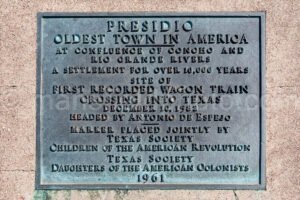 PRESIDIO
OLDEST TOWN IN AMERICA
AT CONFLUENCE OF CONCHO AND
RIO GRANDE RIVERS
A SETTLEMENT FOR OVER 10,000 YEARS
SITE OF
FIRST RECORDED WAGON TRAIN
CROSSING INTO TEXAS
DECEMBER 10, 1582
HEADED BY ANTONIO DE ESPEJO
MARKER PLACED JOINTLY BY
TEXAS SOCIETY
CHILDREN OF THE AMERICAN REVOLUTION
TEXAS SOCIETY
DAUGHTERS OF THE AMERICAN COLONISTS
1961